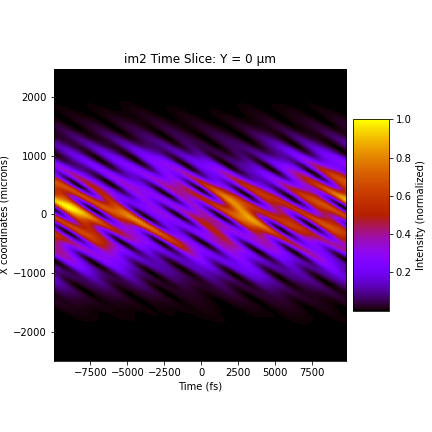 im2 Time Slice: Y = 0 μm
X coordinates (microns)
2000
1000
0
−1000
−2000
−7500 −5000 −2500 0 2500 5000 7500
Time (fs)
1.0
0.8
0.6
0.4
0.2
Intensity (normalized)